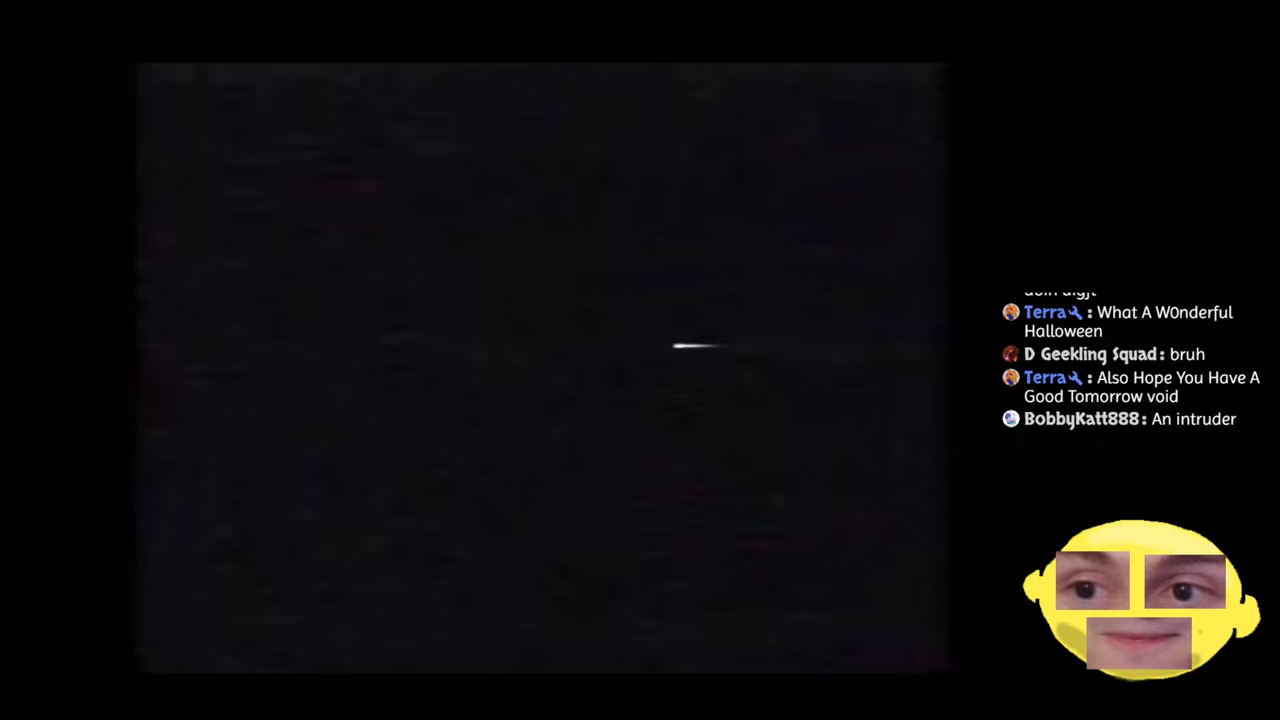 Terra: What A W0nderful
Halloween
D Geekling Squad: bruh
Terra: Also Hope You Have A
Good Tomorrow void
BobbyKatt888: An intruder